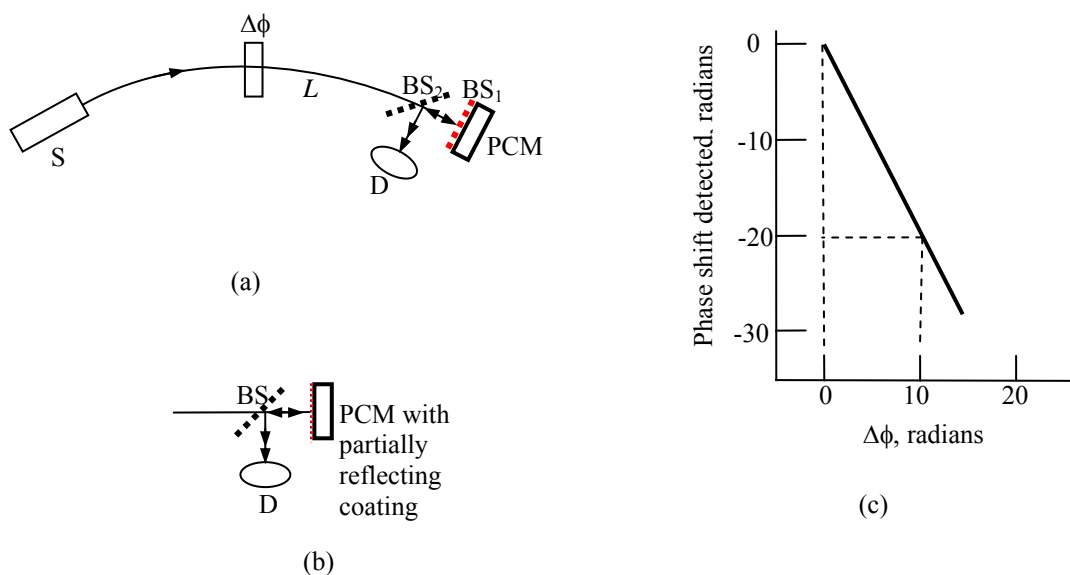 Δϕ
L
BS₂
BS₁
S
D
PCM
(a)
BS
PCM with
partially
reflecting
coating
D
(b)
Phase shift detected. radians
0
-10
-20
-30
0
10
20
Δϕ, radians
(c)